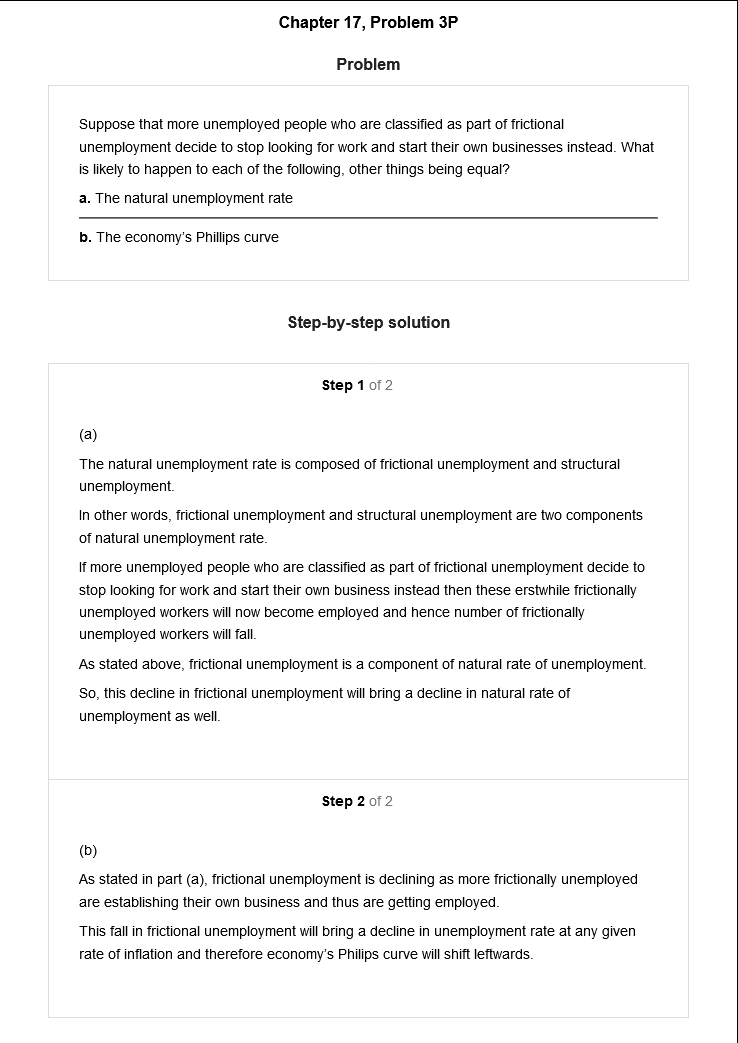 Chapter 17, Problem 3P
Problem
Suppose that more unemployed people who are classified as part of frictional
unemployment decide to stop looking for work and start their own businesses instead. What
is likely to happen to each of the following, other things being equal?
a. The natural unemployment rate
b. The economy's Phillips curve
Step-by-step solution
Step 1 of 2
(a)
The natural unemployment rate is composed of frictional unemployment and structural
unemployment.
In other words, frictional unemployment and structural unemployment are two components
of natural unemployment rate.
If more unemployed people who are classified as part of frictional unemployment decide to
stop looking for work and start their own business instead then these erstwhile frictionally
unemployed workers will now become employed and hence number of frictionally
unemployed workers will fall.
As stated above, frictional unemployment is a component of natural rate of unemployment.
So, this decline in frictional unemployment will bring a decline in natural rate of
unemployment as well.
Step 2 of 2
(b)
As stated in part (a), frictional unemployment is declining as more frictionally unemployed
are establishing their own business and thus are getting employed.
This fall in frictional unemployment will bring a decline in unemployment rate at any given
rate of inflation and therefore economy's Philips curve will shift leftwards.